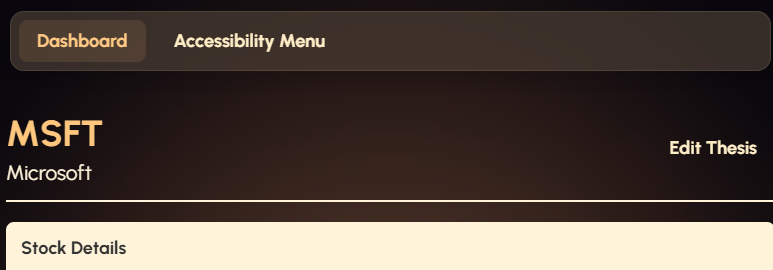 Dashboard Accessibility Menu
MSFT
Microsoft
Edit Thesis
Stock Details